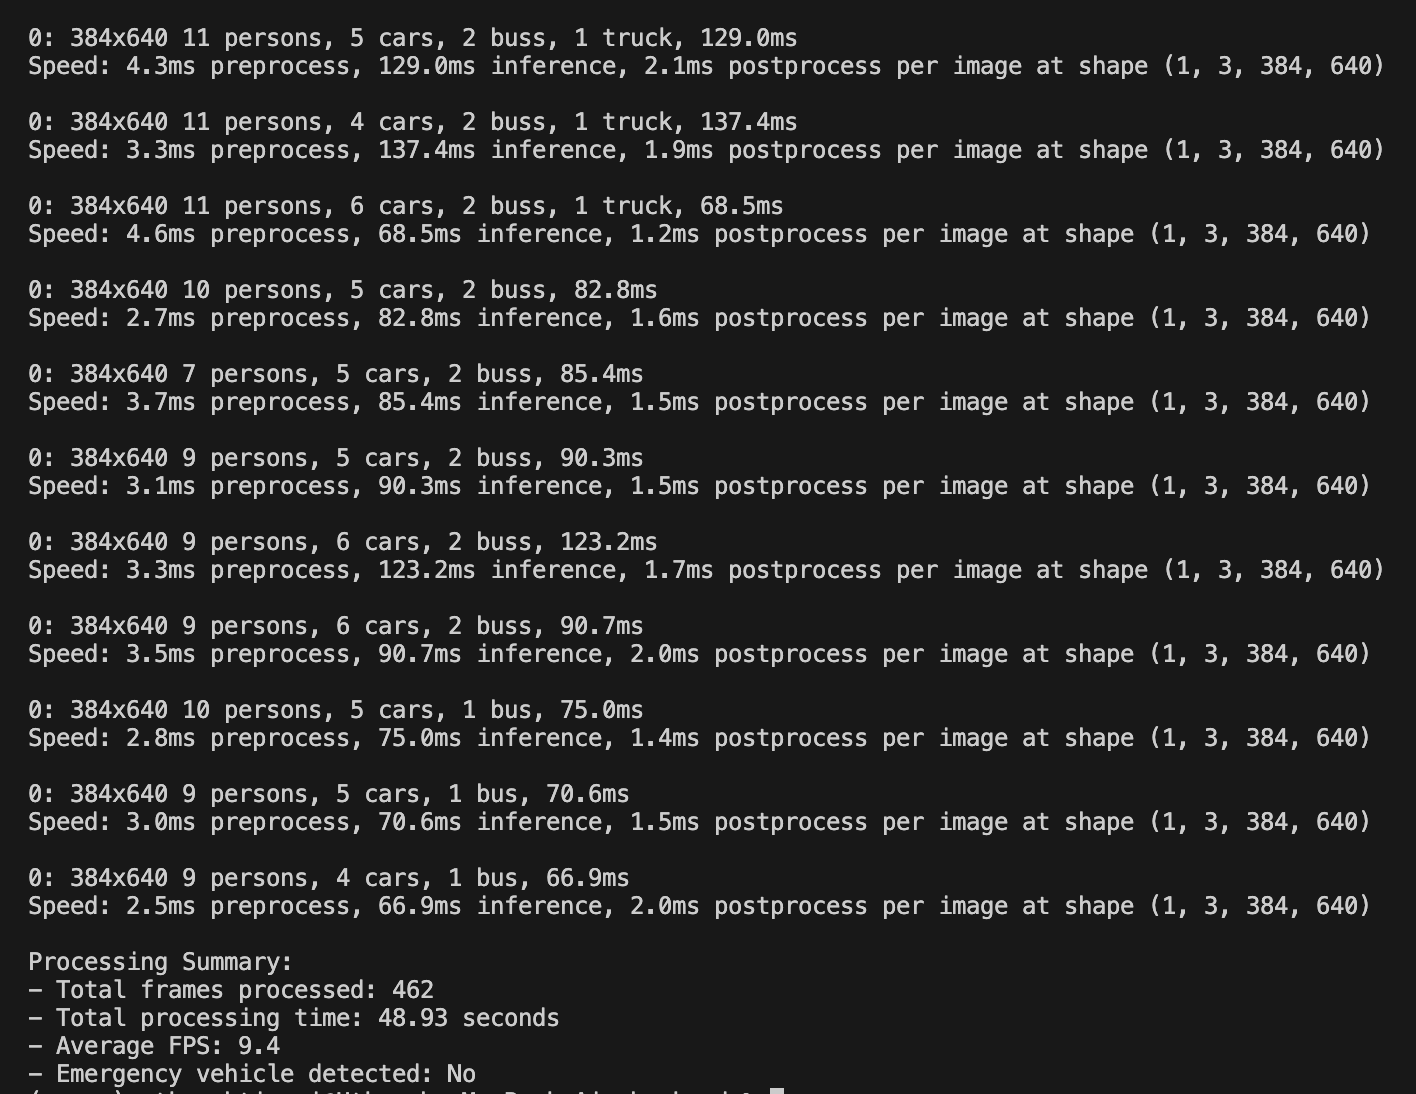 0: 384x640 11 persons, 5 cars, 2 buss, 1 truck, 129.0ms
Speed: 4.3ms preprocess, 129.0ms inference, 2.1ms postprocess per image at shape (1, 3, 384, 640)
0: 384x640 11 persons, 4 cars, 2 buss, 1 truck, 137.4ms
Speed: 3.3ms preprocess, 137.4ms inference, 1.9ms postprocess per image at shape (1, 3, 384, 640)
0: 384x640 11 persons, 6 cars, 2 buss, 1 truck, 68.5ms
Speed: 4.6ms preprocess, 68.5ms inference, 1.2ms postprocess per image at shape (1, 3, 384, 640)
0: 384x640 10 persons, 5 cars, 2 buss, 82.8ms
Speed: 2.7ms preprocess, 82.8ms inference, 1.6ms postprocess per image at shape (1, 3, 384, 640)
0: 384x640 7 persons, 5 cars, 2 buss, 85.4ms
Speed: 3.7ms preprocess, 85.4ms inference, 1.5ms postprocess per image at shape (1, 3, 384, 640)
0: 384x640 9 persons, 5 cars, 2 buss, 90.3ms
Speed: 3.1ms preprocess, 90.3ms inference, 1.5ms postprocess per image at shape (1, 3, 384, 640)
0: 384x640 9 persons, 6 cars, 2 buss, 123.2ms
Speed: 3.3ms preprocess, 123.2ms inference, 1.7ms postprocess per image at shape (1, 3, 384, 640)
0: 384x640 9 persons, 6 cars, 2 buss, 90.7ms
Speed: 3.5ms preprocess, 90.7ms inference, 2.0ms postprocess per image at shape (1, 3, 384, 640)
0: 384x640 10 persons, 5 cars, 1 bus, 75.0ms
Speed: 2.8ms preprocess, 75.0ms inference, 1.4ms postprocess per image at shape (1, 3, 384, 640)
0: 384x640 9 persons, 5 cars, 1 bus, 70.6ms
Speed: 3.0ms preprocess, 70.6ms inference, 1.5ms postprocess per image at shape (1, 3, 384, 640)
0: 384x640 9 persons, 4 cars, 1 bus, 66.9ms
Speed: 2.5ms preprocess, 66.9ms inference, 2.0ms postprocess per image at shape (1, 3, 384, 640)
Processing Summary:
- Total frames processed: 462
- Total processing time: 48.93 seconds
- Average FPS: 9.4
- Emergency vehicle detected: No